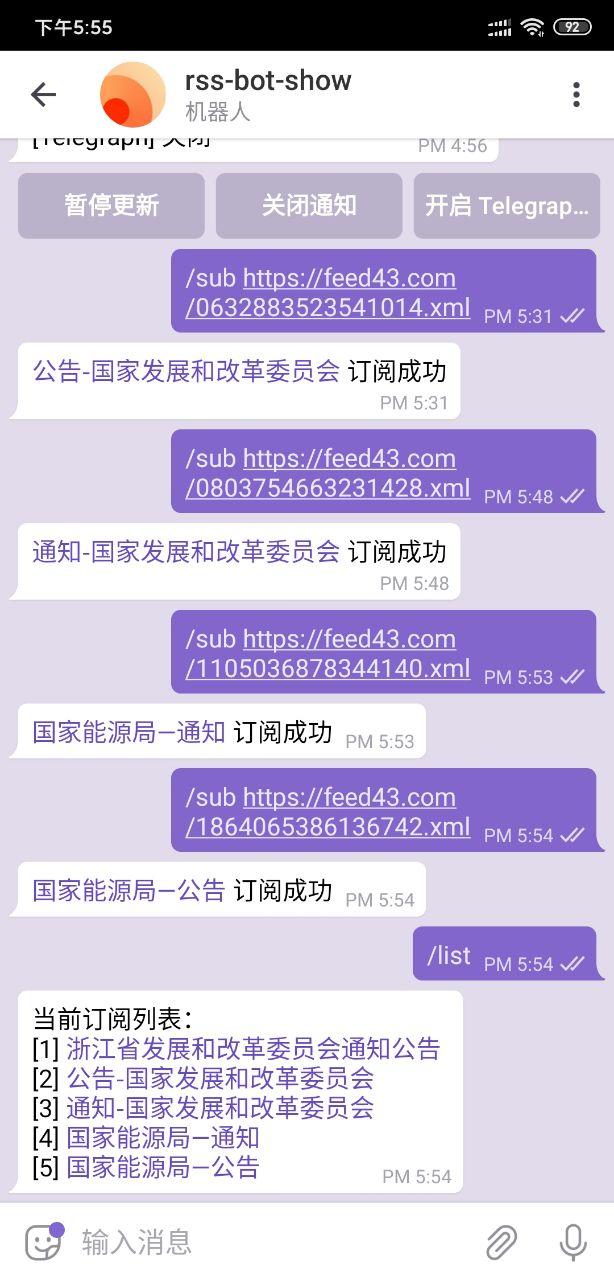 下午5:55
92
rss-bot-show
机器人
[Telegraph] 关闭
PM 4:56
暂停更新 关闭通知 开启 Telegrap...
/sub https://feed43.com
/0632883523541014.xml PM 5:31
公告-国家发展和改革委员会 订阅成功
PM 5:31
/sub https://feed43.com
/0803754663231428.xml PM 5:48
通知-国家发展和改革委员会 订阅成功
PM 5:48
/sub https://feed43.com
/1105036878344140.xml PM 5:53
国家能源局—通知 订阅成功 PM 5:53
/sub https://feed43.com
/1864065386136742.xml PM 5:54
国家能源局—公告 订阅成功 PM 5:54
/list PM 5:54
当前订阅列表：
[1] 浙江省发展和改革委员会通知公告
[2] 公告-国家发展和改革委员会
[3] 通知-国家发展和改革委员会
[4] 国家能源局—通知
[5] 国家能源局—公告
PM 5:54
输入消息